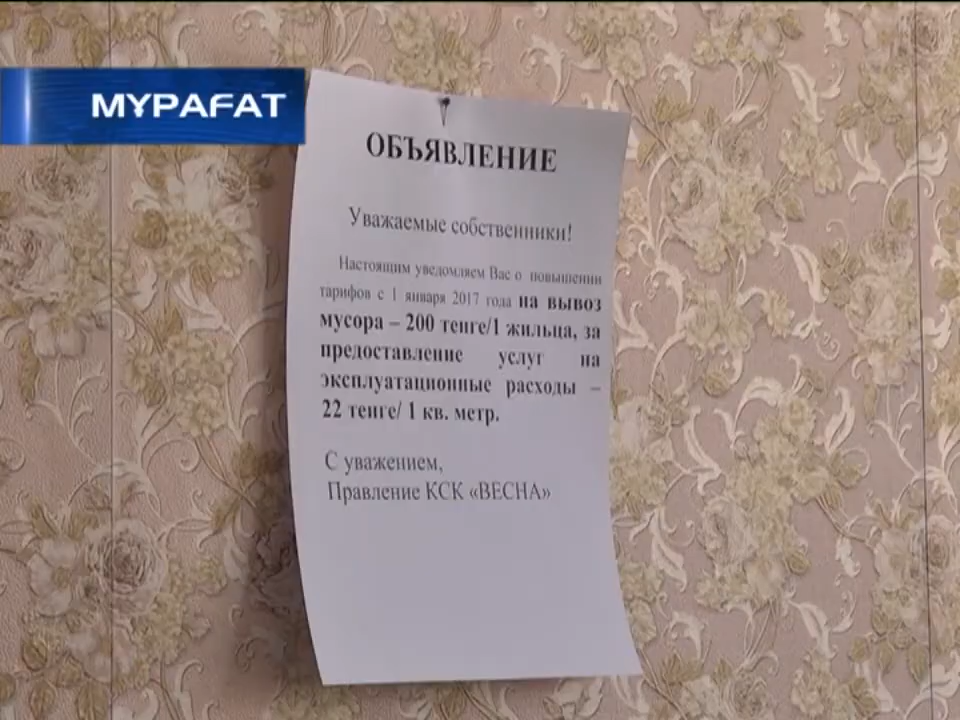 МҰРАҒАТ
ОБЪЯВЛЕНИЕ
Уважаемые собственники!
Настоящим уведомляем Вас о повышении
тарифов с 1 января 2017 года на вывоз
мусора – 200 тенге/1 жильца, за
предоставление услуг на
эксплуатационные расходы –
22 тенге/ 1 кв. метр.
С уважением,
Правление КСК «ВЕСНА»